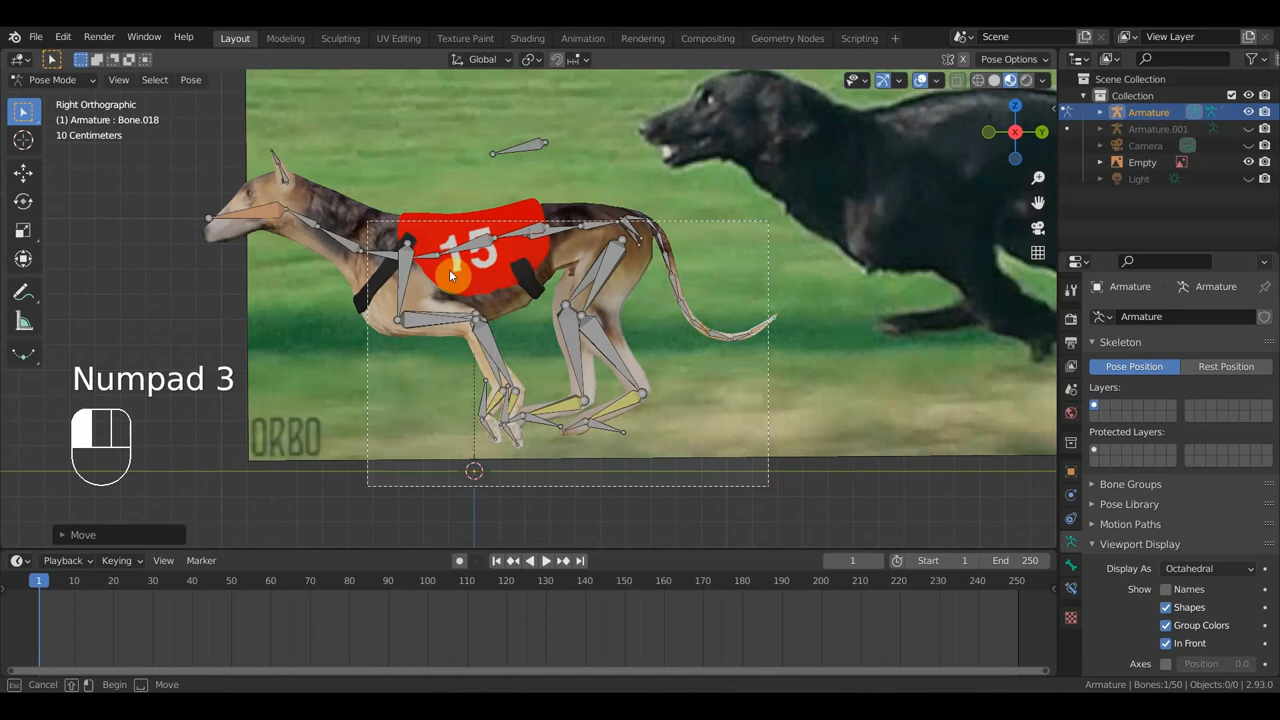 File Edit Render Window Help Layout Modeling Sculpting UV Editing Texture Paint Shading Animation Rendering Compositing Geometry Nodes Scripting + Scene View Layer
Pose Mode View Select Pose Global X Pose Options
Right Orthographic
(1) Armature : Bone.018
10 Centimeters
Z
X
Y
15
ORBO
Numpad 3
Move
Scene Collection
Collection
Armature
Armature.001
Camera
Empty
Light
Armature Armature
Armature
Skeleton
Pose Position Rest Position
Layers:
Protected Layers:
Bone Groups
Pose Library
Motion Paths
Viewport Display
Display As Octahedral
Show Names
Shapes
Group Colors
In Front
Axes Position 0.0
Playback Keying View Marker 1 Start 1 End 250
1 10 20 30 40 50 60 70 80 90 100 110 120 130 140 150 160 170 180 190 200 210 220 230 240 250
Esc Cancel Begin Move Armature | Bones:1/50 | Objects:0/0 | 2.93.0